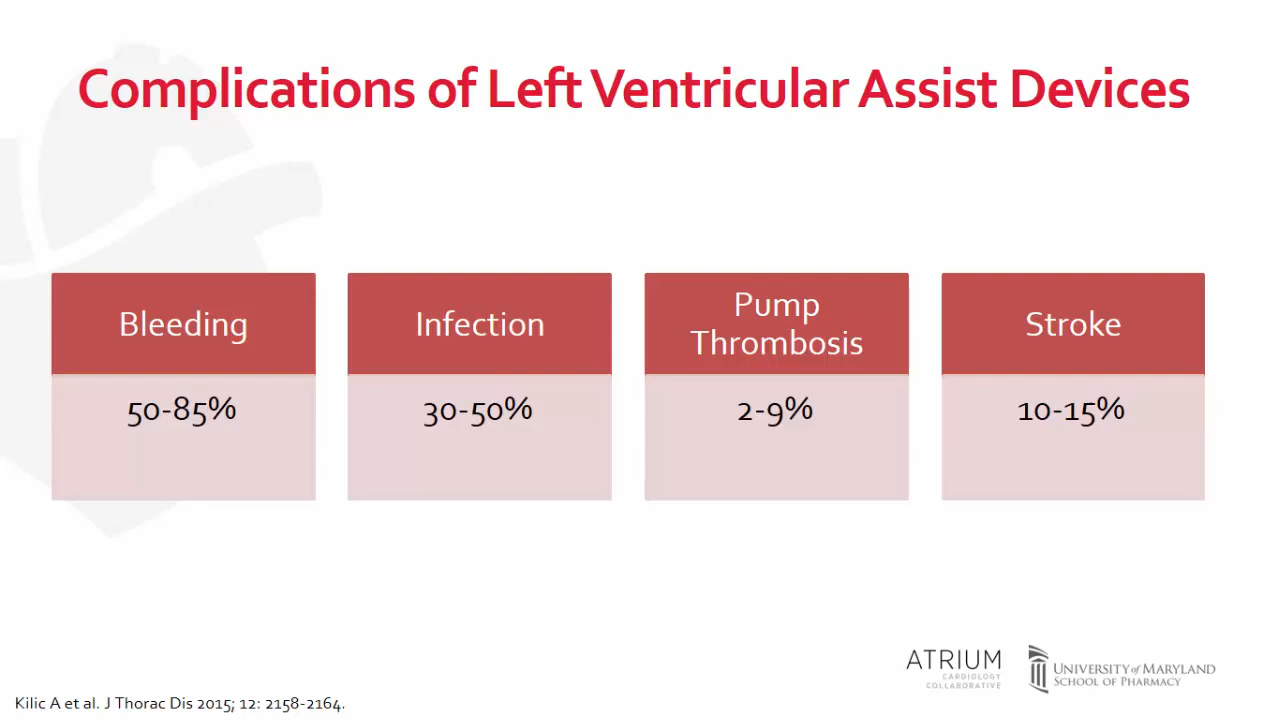 Complications of Left Ventricular Assist Devices
Bleeding
50-85%
Infection
30-50%
Pump
Thrombosis
2-9%
Stroke
10-15%
ATRIUM
CARDIOLOGY
COLLABORATIVE
UNIVERSITY of MARYLAND
SCHOOL OF PHARMACY
Kilic A et al. J Thorac Dis 2015; 12: 2158-2164.